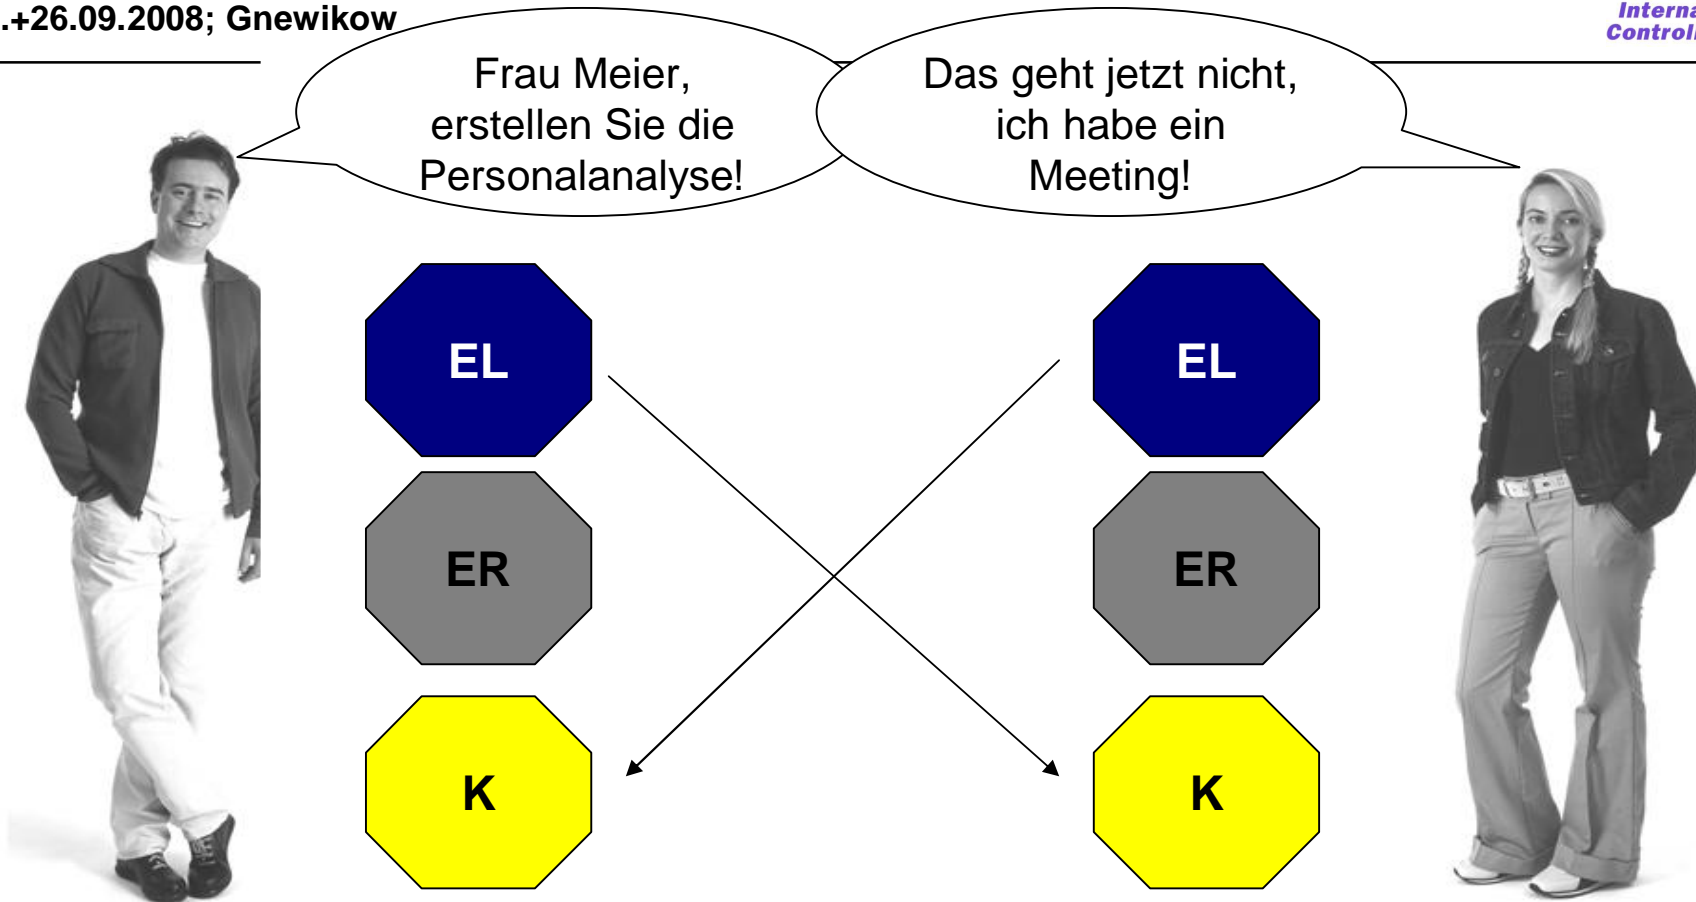 .+26.09.2008; Gnewikow
Frau Meier,
erstellen Sie die
Personalanalyse!
Das geht jetzt nicht,
ich habe ein
Meeting!
EL
EL
ER
ER
K
K